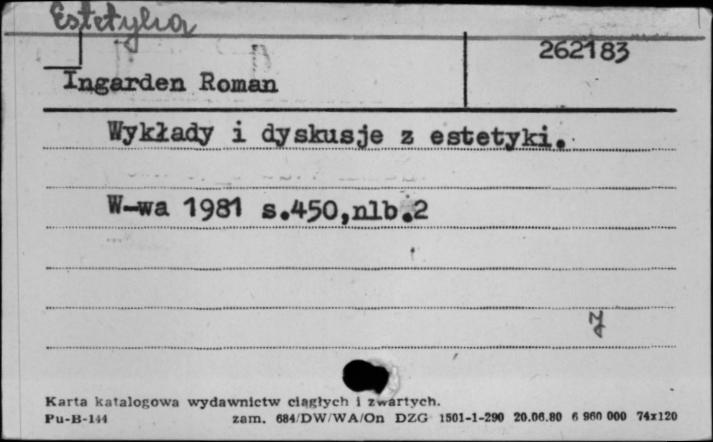 Estetyka
262183
Ingarden Roman
Wykłady i dyskusje z estetyki.
W-wa 1981 s.450,nlb.2
Karta katalogowa wydawnictw ciągłych i zwartych.
Pu-B-144 zam. 684/DW/WA/On DZG 1501-1-290 20.06.80 6 960 000 74x120